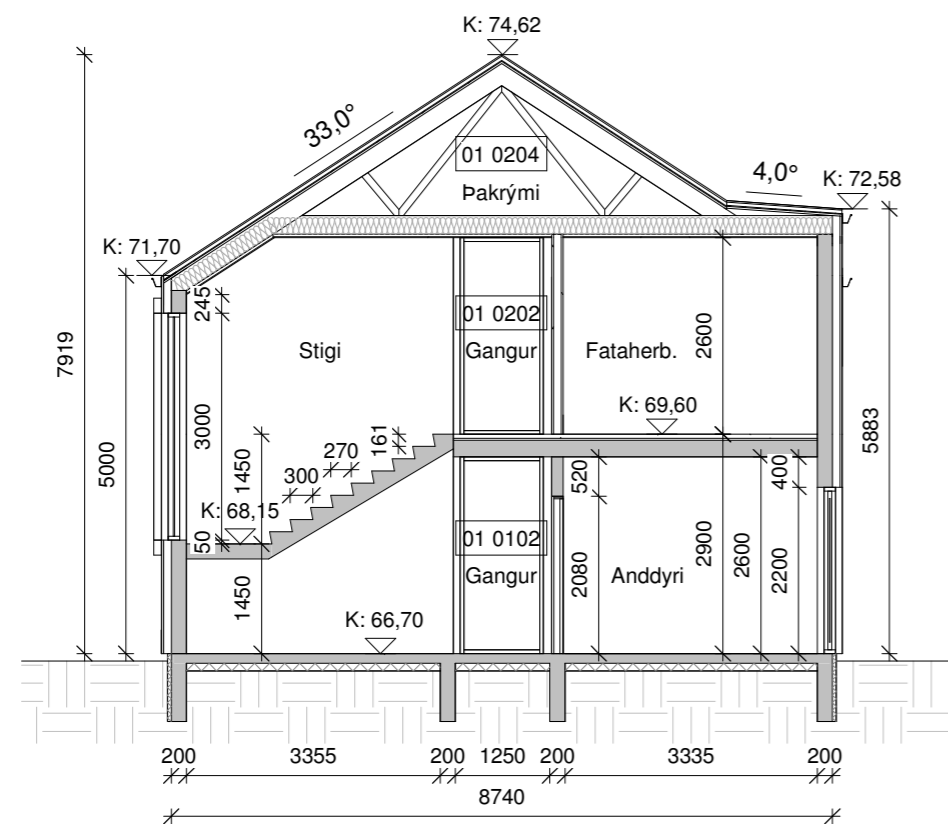 K: 74,62
33,0°
01 0204
Þakrými
4,0°
K: 72,58
K: 71,70
245
01 0202
Stigi
Gangur
Fataherb.
2600
7919
3000
K: 69,60
161
5883
5000
1450
270
300
520
400
K: 68,15
50
01 0102
Gangur
Anddyri
2080
2900
2600
2200
1450
K: 66,70
200 3355 200 1250 200 3335 200
8740